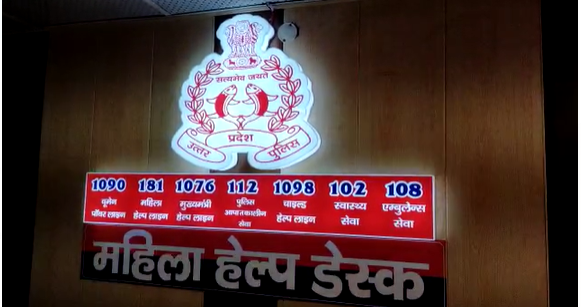 सत्यमेव जयते
उत्तर प्रदेश पुलिस
1090 181 1076 112 1098 102 108
वूमेन महिला मुख्यमंत्री पुलिस चाइल्ड स्वास्थ्य एम्बुलेन्स
पॉवर लाइन हेल्प लाइन हेल्प लाइन आपातकालीन हेल्प लाइन सेवा सेवा
सेवा
महिला हेल्प डेस्क